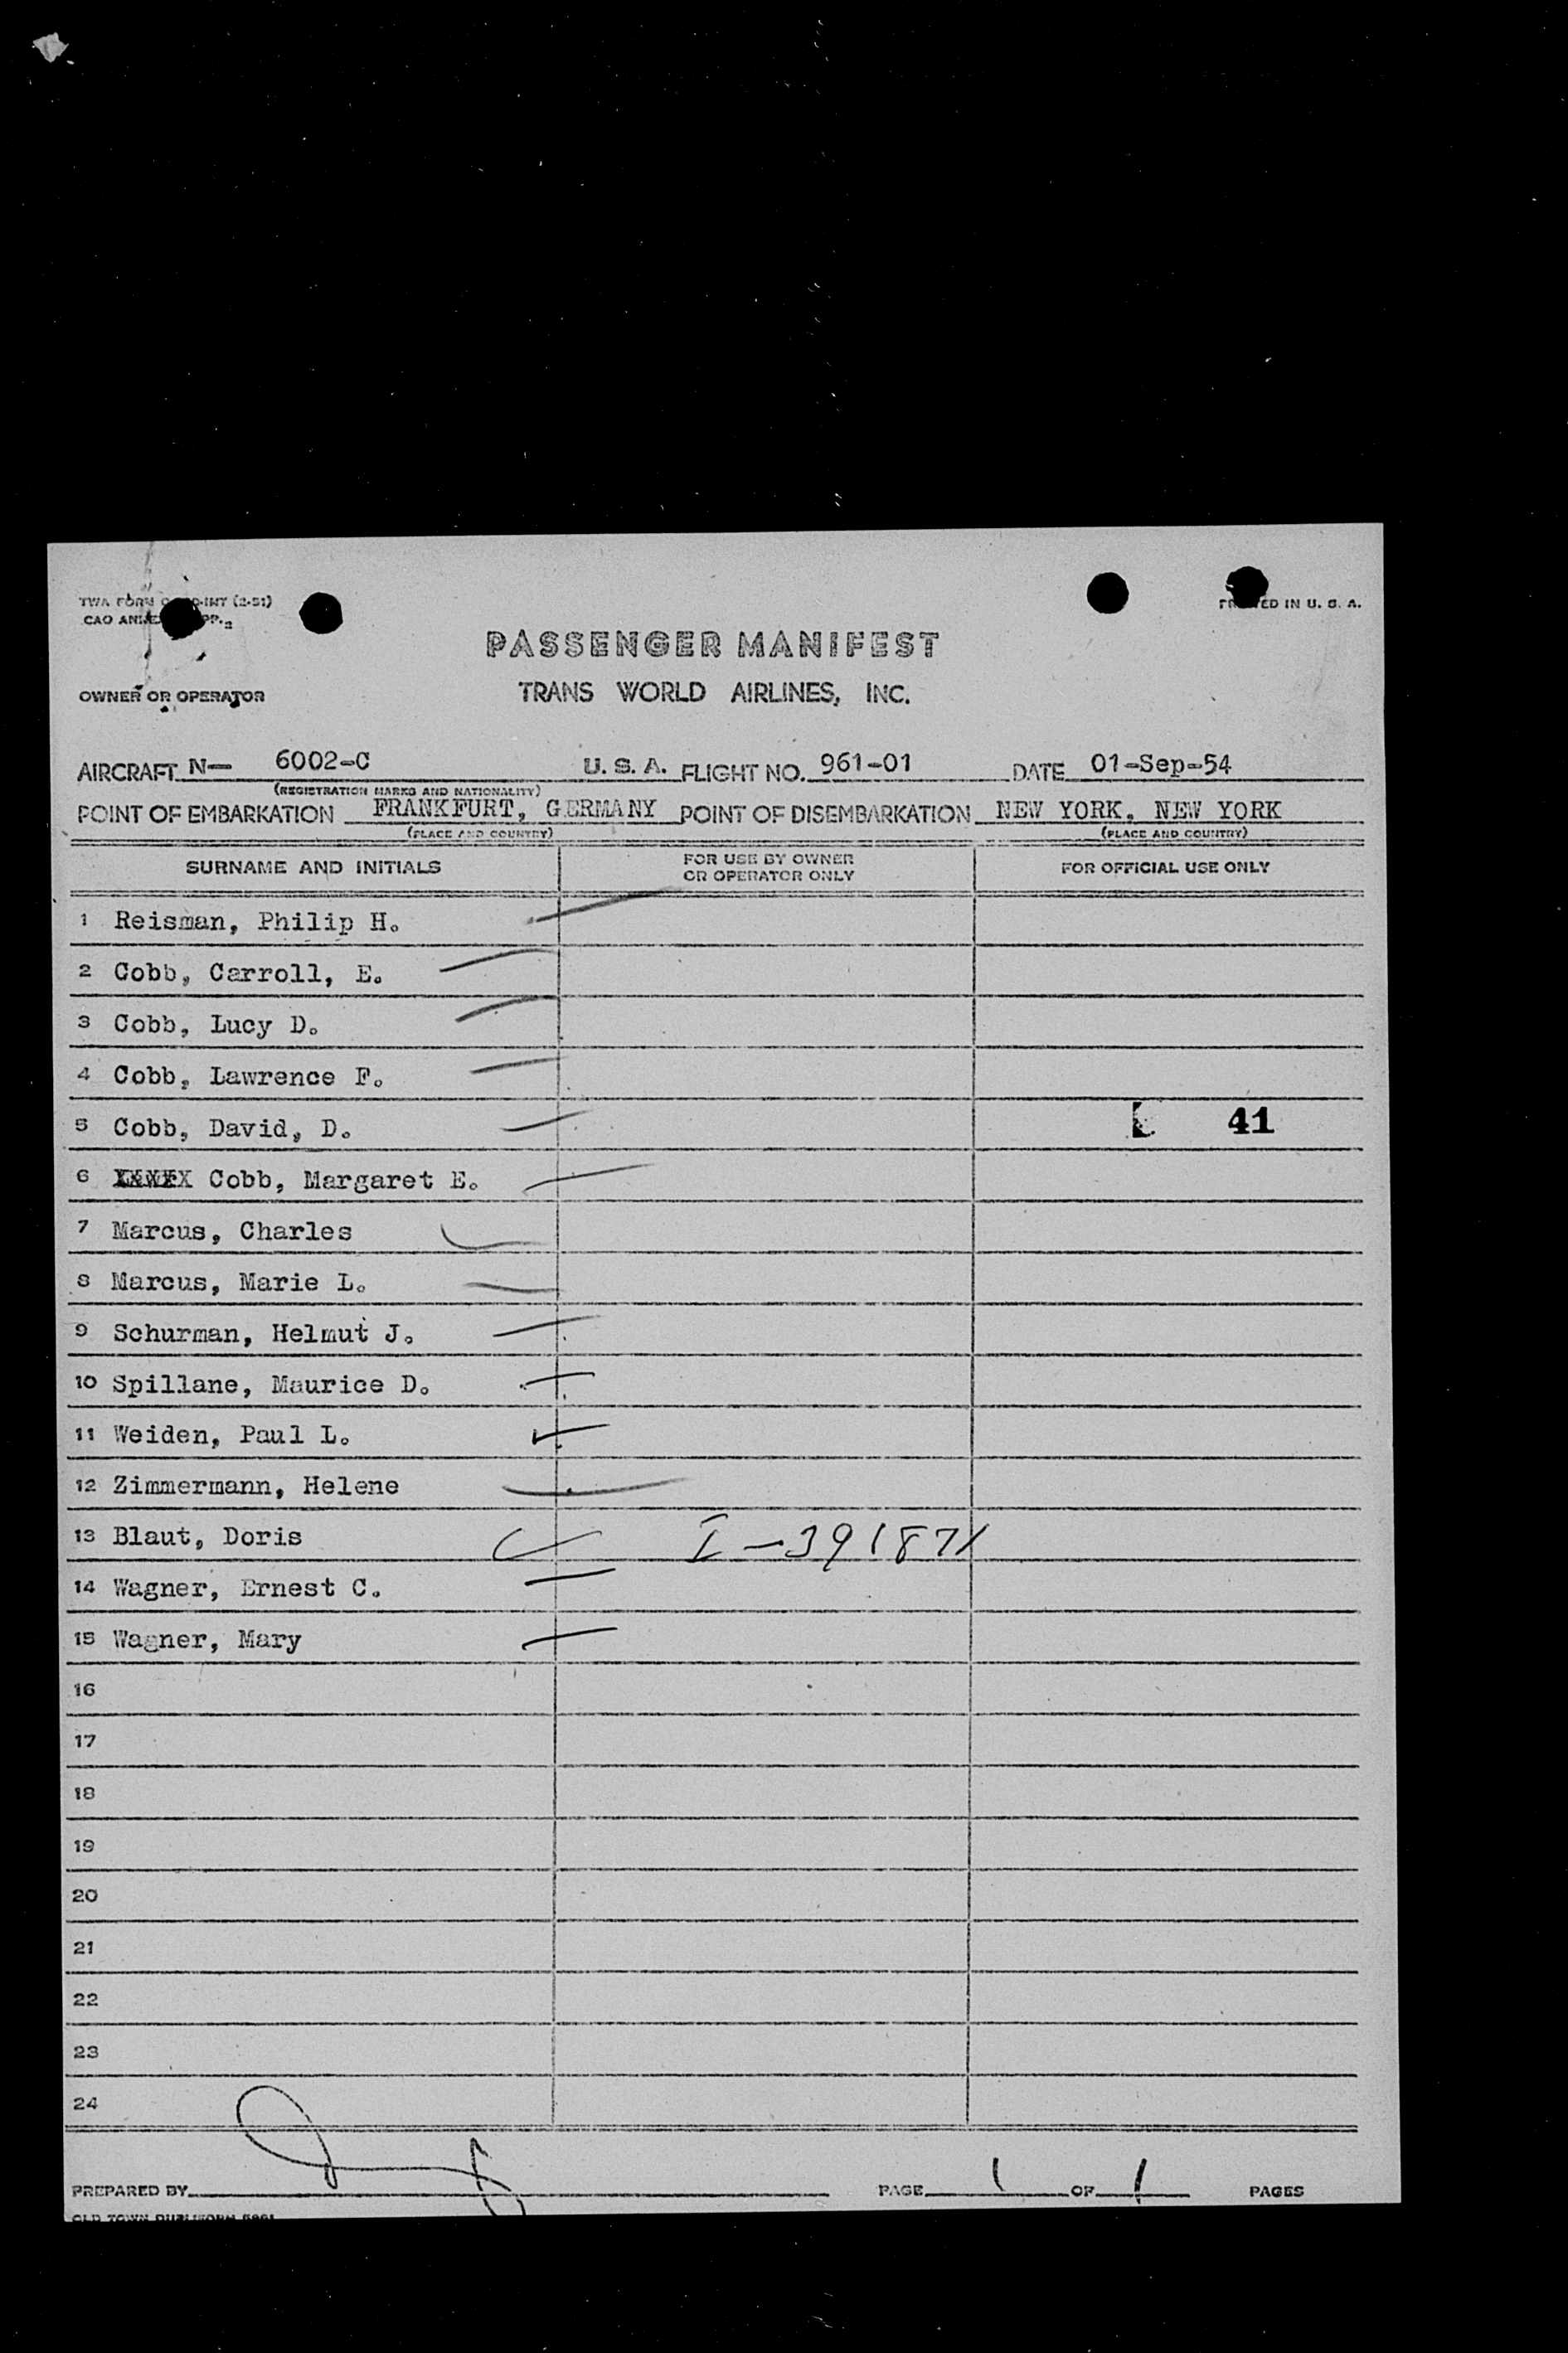 PRINTED IN U. S. A.
PASSENGER MANIFEST
OWNER OR OPERATOR TRANS WORLD AIRLINES, INC.
AIRCRAFT N— 6002-C U. S. A. FLIGHT NO. 961-01 DATE 01-Sep-54
(REGISTRATION MARKS AND NATIONALITY)
POINT OF EMBARKATION FRANKFURT, GERMANY POINT OF DISEMBARKATION NEW YORK, NEW YORK
(PLACE AND COUNTRY) (PLACE AND COUNTRY)
SURNAME AND INITIALS FOR USE BY OWNER OR OPERATOR ONLY FOR OFFICIAL USE ONLY
1 Reisman, Philip H.
2 Cobb, Carroll, E.
3 Cobb, Lucy D.
4 Cobb, Lawrence F.
5 Cobb, David, D. 41
6 Cobb, Margaret E.
7 Marcus, Charles
8 Marcus, Marie L.
9 Schurman, Helmut J.
10 Spillane, Maurice D.
11 Weiden, Paul L.
12 Zimmermann, Helene
13 Blaut, Doris I-391871
14 Wagner, Ernest C.
15 Wagner, Mary
16
17
18
19
20
21
22
23
24
PREPARED BY PAGE 1 OF 1 PAGES